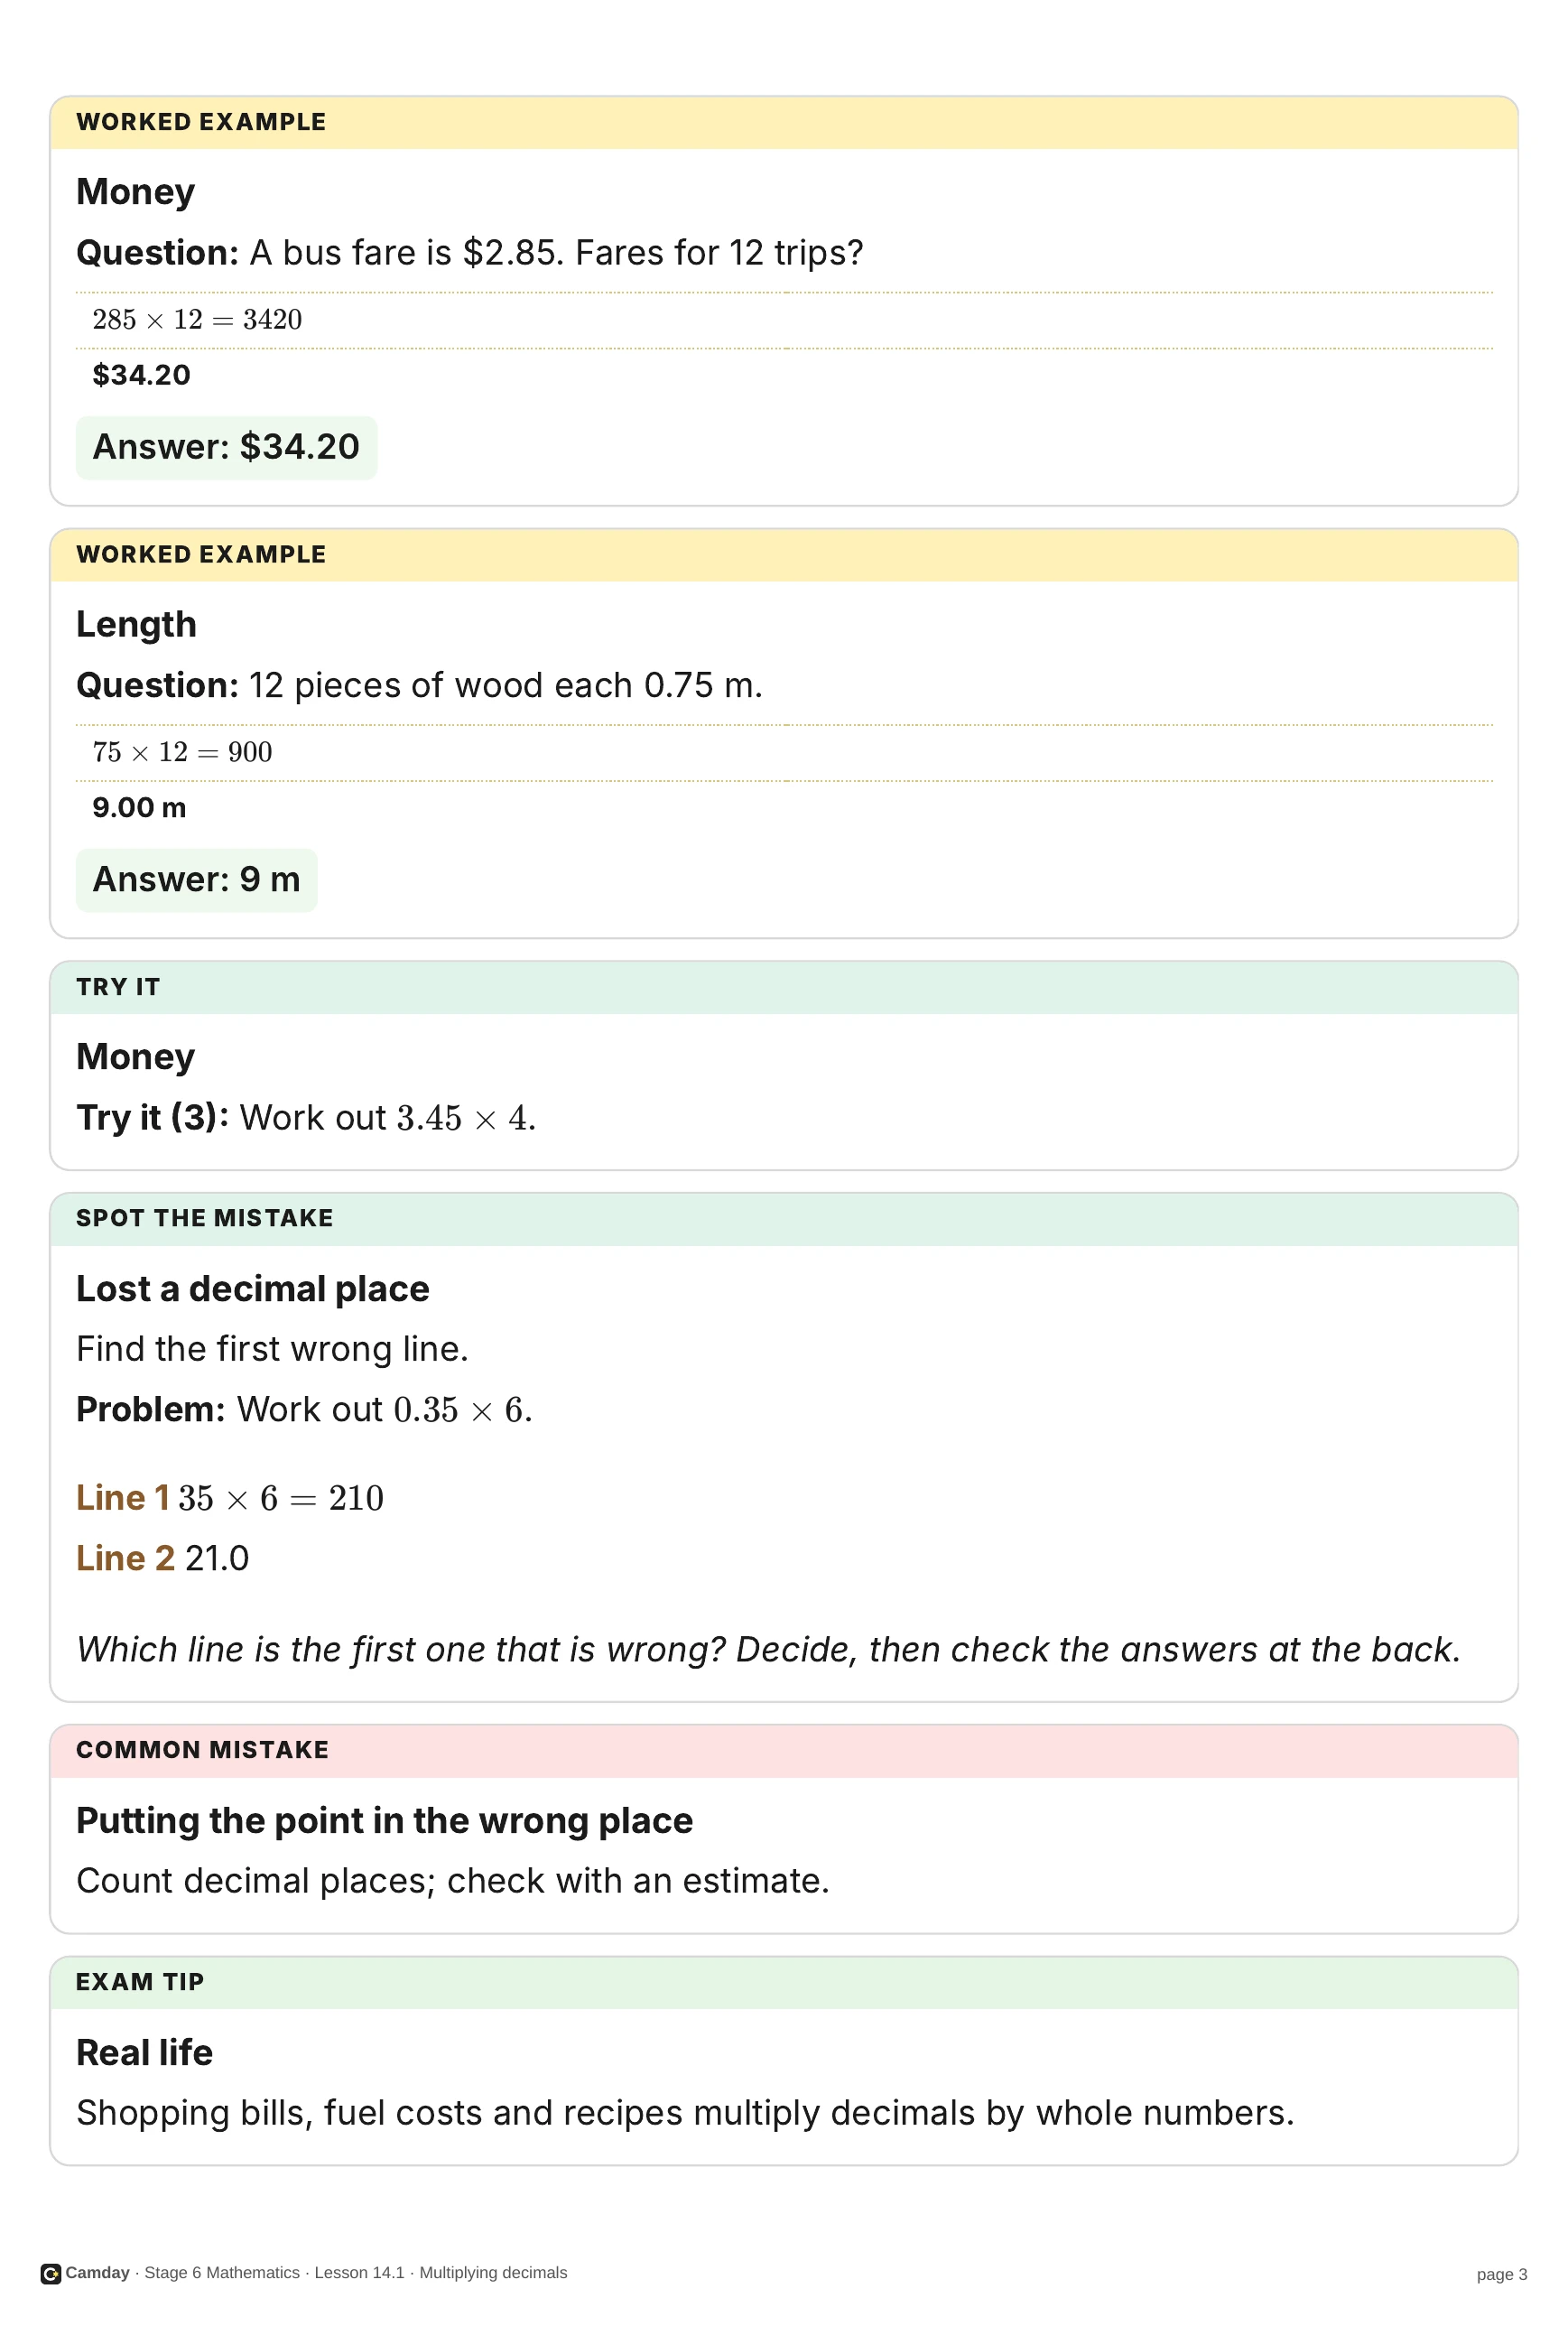 WORKED EXAMPLE
Money
Question: A bus fare is $2.85. Fares for 12 trips?
285 × 12 = 3420
$34.20
Answer: $34.20
WORKED EXAMPLE
Length
Question: 12 pieces of wood each 0.75 m.
75 × 12 = 900
9.00 m
Answer: 9 m
TRY IT
Money
Try it (3): Work out 3.45 × 4.
SPOT THE MISTAKE
Lost a decimal place
Find the first wrong line.
Problem: Work out 0.35 × 6.
Line 1 35 × 6 = 210
Line 2 21.0
Which line is the first one that is wrong? Decide, then check the answers at the back.
COMMON MISTAKE
Putting the point in the wrong place
Count decimal places; check with an estimate.
EXAM TIP
Real life
Shopping bills, fuel costs and recipes multiply decimals by whole numbers.
Camday · Stage 6 Mathematics · Lesson 14.1 · Multiplying decimals
page 3